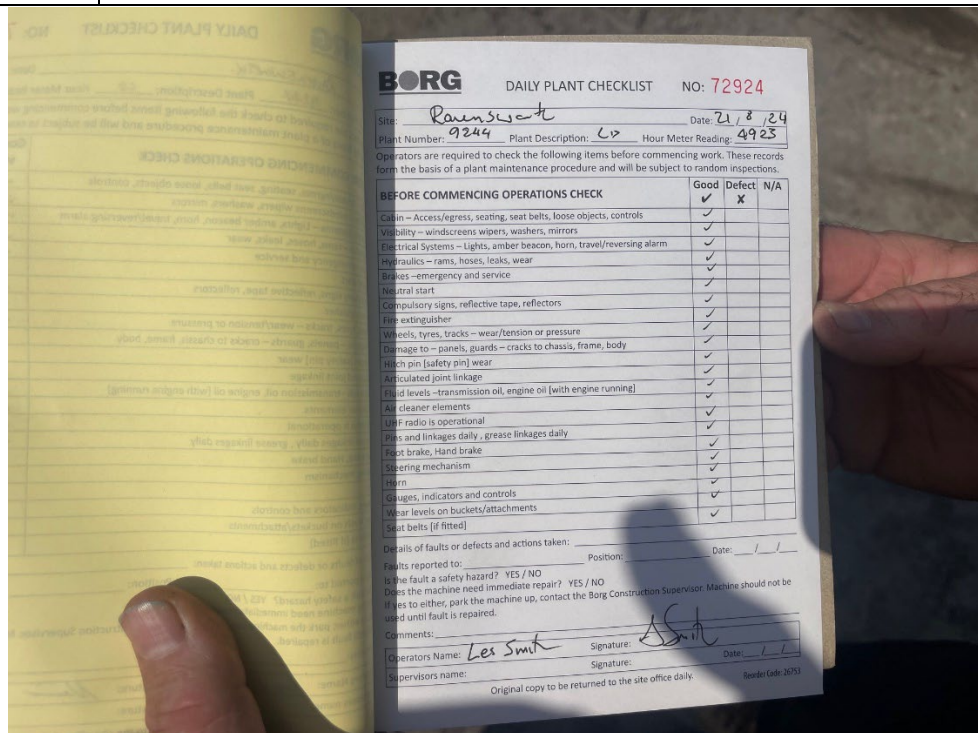 BORG DAILY PLANT CHECKLIST NO: 72924
Site: Ravensworth Date: 21 / 8 / 24
Plant Number: 9244 Plant Description: LD Hour Meter Reading: 4923
Operators are required to check the following items before commencing work. These records
form the basis of a plant maintenance procedure and will be subject to random inspections.
BEFORE COMMENCING OPERATIONS CHECK Good Defect N/A
✓ X
Cabin – Access/egress, seating, seat belts, loose objects, controls ✓
Visibility – windscreens wipers, washers, mirrors ✓
Electrical Systems – Lights, amber beacon, horn, travel/reversing alarm ✓
Hydraulics – rams, hoses, leaks, wear ✓
Brakes –emergency and service ✓
Neutral start ✓
Compulsory signs, reflective tape, reflectors ✓
Fire extinguisher ✓
Wheels, tyres, tracks – wear/tension or pressure ✓
Damage to – panels, guards – cracks to chassis, frame, body ✓
Hitch pin [safety pin] wear ✓
Articulated joint linkage ✓
Fluid levels –transmission oil, engine oil [with engine running] ✓
Air cleaner elements ✓
UHF radio is operational ✓
Pins and linkages daily , grease linkages daily ✓
Foot brake, Hand brake ✓
Steering mechanism ✓
Horn ✓
Gauges, indicators and controls ✓
Wear levels on buckets/attachments ✓
Seat belts [if fitted] ✓
Details of faults or defects and actions taken:
Faults reported to: Position: Date: / /
Is the fault a safety hazard? YES / NO
Does the machine need immediate repair? YES / NO
If yes to either, park the machine up, contact the Borg Construction Supervisor. Machine should not be
used until fault is repaired.
Comments:
Operators Name: Les Smith Signature: Smith
Supervisors name: Signature: Date: / /
Original copy to be returned to the site office daily. Reorder Code: 26753